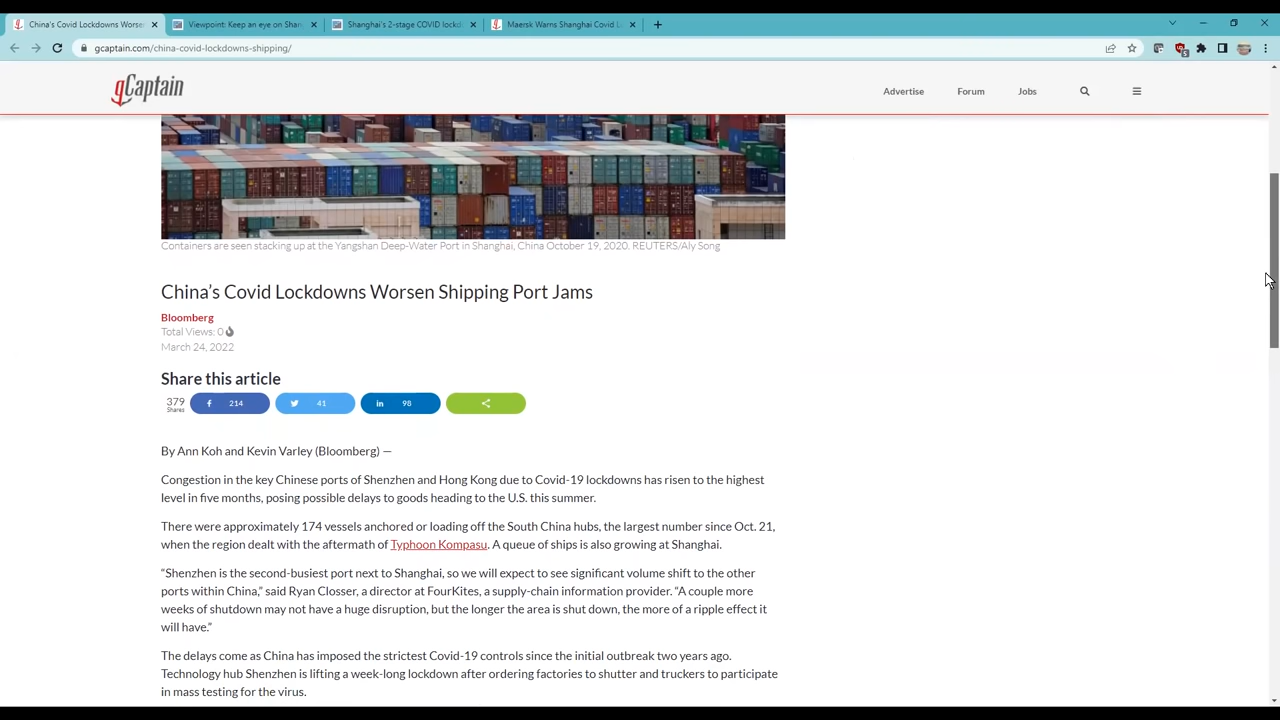 China's Covid Lockdowns Worsen
Viewpoint: Keep an eye on Shan
Shanghai's 2-stage COVID lockd
Maersk Warns Shanghai Covid L
gcaptain.com/china-covid-lockdowns-shipping/
gCaptain
Advertise
Forum
Jobs
Containers are seen stacking up at the Yangshan Deep-Water Port in Shanghai, China October 19, 2020. REUTERS/Aly Song
China's Covid Lockdowns Worsen Shipping Port Jams
Bloomberg
Total Views: 0
March 24, 2022
Share this article
379
Shares
214
41
98
By Ann Koh and Kevin Varley (Bloomberg) —
Congestion in the key Chinese ports of Shenzhen and Hong Kong due to Covid-19 lockdowns has risen to the highest
level in five months, posing possible delays to goods heading to the U.S. this summer.
There were approximately 174 vessels anchored or loading off the South China hubs, the largest number since Oct. 21,
when the region dealt with the aftermath of Typhoon Kompasu. A queue of ships is also growing at Shanghai.
“Shenzhen is the second-busiest port next to Shanghai, so we will expect to see significant volume shift to the other
ports within China,” said Ryan Closser, a director at FourKites, a supply-chain information provider. “A couple more
weeks of shutdown may not have a huge disruption, but the longer the area is shut down, the more of a ripple effect it
will have.”
The delays come as China has imposed the strictest Covid-19 controls since the initial outbreak two years ago.
Technology hub Shenzhen is lifting a week-long lockdown after ordering factories to shutter and truckers to participate
in mass testing for the virus.